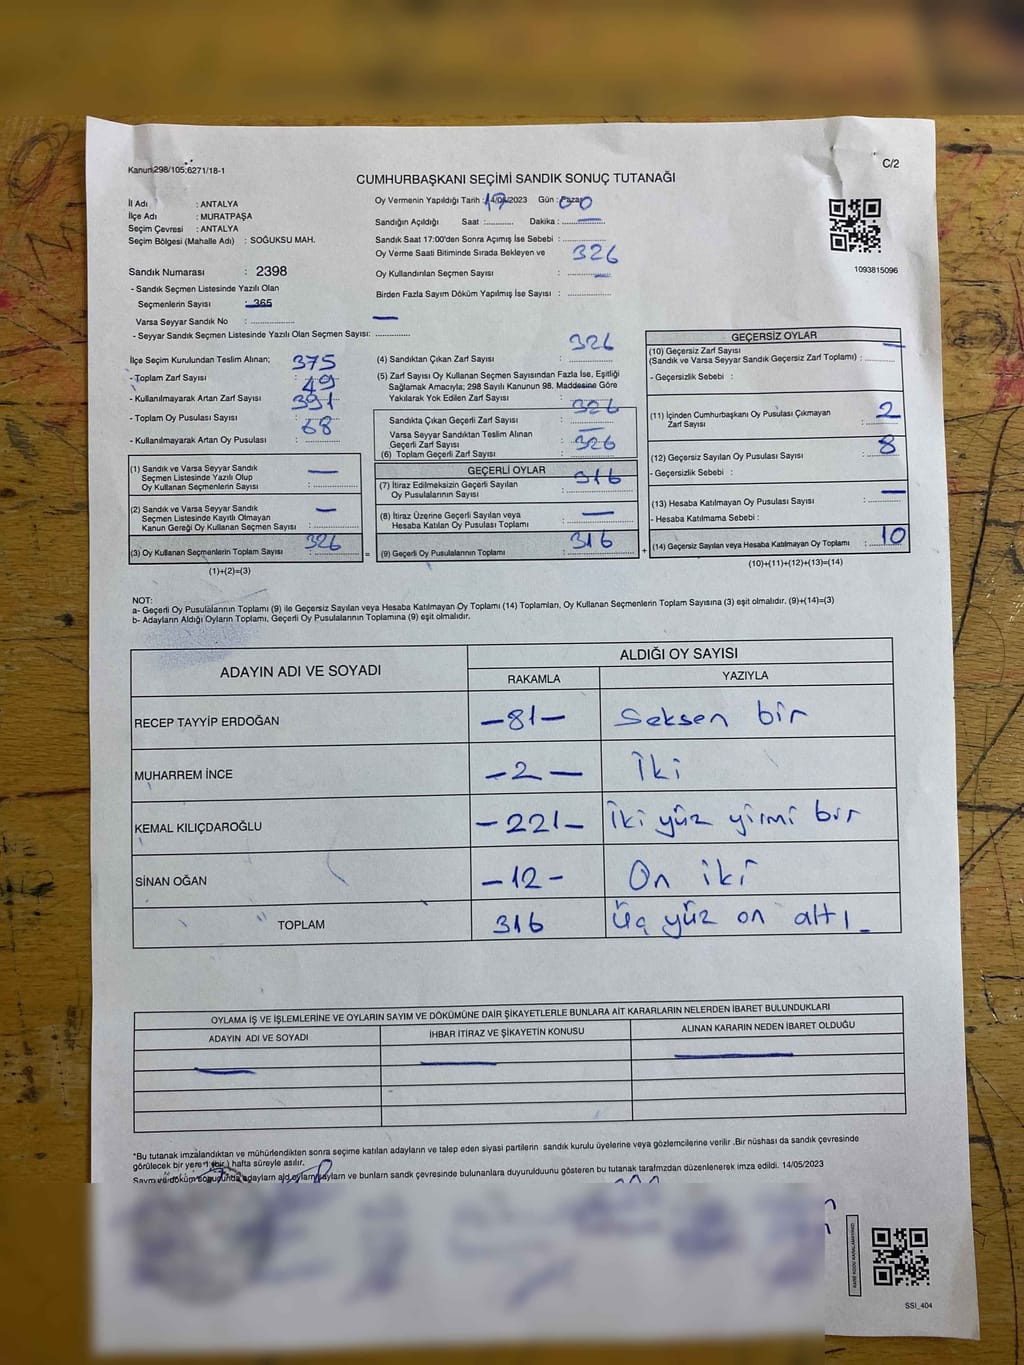 Kanun:298/105;6271/18-1
C/2
CUMHURBAŞKANI SEÇİMİ SANDIK SONUÇ TUTANAĞI
İl Adı : ANTALYA
İlçe Adı : MURATPAŞA
Seçim Çevresi : ANTALYA
Seçim Bölgesi (Mahalle Adı) : SOĞUKSU MAH.
Sandık Numarası : 2398
- Sandık Seçmen Listesinde Yazılı Olan
Seçmenlerin Sayısı : 365
Varsa Seyyar Sandık No :
- Seyyar Sandık Seçmen Listesinde Yazılı Olan Seçmen Sayısı:
Oy Vermenin Yapıldığı Tarih : 14/05/2023 Gün : Pazar
Sandığın Açıldığı Saat : 17 Dakika : 00
Sandık Saat 17:00'den Sonra Açımış İse Sebebi :
Oy Verme Saati Bitiminde Sırada Bekleyen ve
Oy Kullandırılan Seçmen Sayısı : 326
Birden Fazla Sayım Döküm Yapılmış İse Sayısı : —
1093815096
İlçe Seçim Kurulundan Teslim Alınan;
- Toplam Zarf Sayısı : 375
- Kullanılmayarak Artan Zarf Sayısı : 49
- Toplam Oy Pusulası Sayısı : 391
- Kullanılmayarak Artan Oy Pusulası : 68
(1) Sandık ve Varsa Seyyar Sandık
Seçmen Listesinde Yazılı Olup
Oy Kullanan Seçmenlerin Sayısı : —
(2) Sandık ve Varsa Seyyar Sandık
Seçmen Listesinde Kayıtlı Olmayan
Kanun Gereği Oy Kullanan Seçmen Sayısı : —
(3) Oy Kullanan Seçmenlerin Toplam Sayısı : 326
(1)+(2)=(3)
=
(4) Sandıktan Çıkan Zarf Sayısı : 326
(5) Zarf Sayısı Oy Kullanan Seçmen Sayısından Fazla İse, Eşitliği
Sağlamak Amacıyla; 298 Sayılı Kanunun 98. Maddesine Göre
Yakılarak Yok Edilen Zarf Sayısı :
Sandıkta Çıkan Geçerli Zarf Sayısı : 326
Varsa Seyyar Sandıktan Teslim Alınan
Geçerli Zarf Sayısı : —
(6) Toplam Geçerli Zarf Sayısı : 326
GEÇERLİ OYLAR
(7) İtiraz Edilmeksizin Geçerli Sayılan
Oy Pusulalarının Sayısı : 316
(8) İtiraz Üzerine Geçerli Sayılan veya
Hesaba Katılan Oy Pusulası Toplamı : —
(9) Geçerli Oy Pusulalarının Toplamı : 316
+
GEÇERSİZ OYLAR
(10) Geçersiz Zarf Sayısı
(Sandık ve Varsa Seyyar Sandık Geçersiz Zarf Toplamı) : —
- Geçersizlik Sebebi :
(11) İçinden Cumhurbaşkanı Oy Pusulası Çıkmayan
Zarf Sayısı : 2
(12) Geçersiz Sayılan Oy Pusulası Sayısı : 8
- Geçersizlik Sebebi :
(13) Hesaba Katılmayan Oy Pusulası Sayısı : —
- Hesaba Katılmama Sebebi :
(14) Geçersiz Sayılan veya Hesaba Katılmayan Oy Toplamı : 10
(10)+(11)+(12)+(13)=(14)
NOT:
a- Geçerli Oy Pusulalarının Toplamı (9) ile Geçersiz Sayılan veya Hesaba Katılmayan Oy Toplamı (14) Toplamları, Oy Kullanan Seçmenlerin Toplam Sayısına (3) eşit olmalıdır. (9)+(14)=(3)
b- Adayların Aldığı Oyların Toplamı, Geçerli Oy Pusulalarının Toplamına (9) eşit olmalıdır.
ADAYIN ADI VE SOYADI ALDIĞI OY SAYISI
RAKAMLA YAZIYLA
RECEP TAYYİP ERDOĞAN –81– Seksen bir
MUHARREM İNCE –2– İki
KEMAL KILIÇDAROĞLU –221– İki yüz yirmi bir
SİNAN OĞAN –12– On iki
TOPLAM 316 Üç yüz on altı
OYLAMA İŞ VE İŞLEMLERİNE VE OYLARIN SAYIM VE DÖKÜMÜNE DAİR ŞİKAYETLERLE BUNLARA AİT KARARLARIN NELERDEN İBARET BULUNDUKLARI
ADAYIN ADI VE SOYADI İHBAR İTİRAZ VE ŞİKAYETİN KONUSU ALINAN KARARIN NEDEN İBARET OLDUĞU
*Bu tutanak imzalandıktan ve mühürlendikten sonra seçime katılan adayların ve talep eden siyasi partilerin sandık kurulu üyelerine veya gözlemcilerine verilir .Bir nüshası da sandık çevresinde
görülecek bir yere 1 (bir) hafta süreyle asılır.
Sayım ve döküm sonucunda adayların oyların ve bunların sandk çevresinde bulunanlara duyurulduunu gösteren bu tutanak tarafmzdan düzenlenerek imza edildi. 14/05/2023
SSI_404